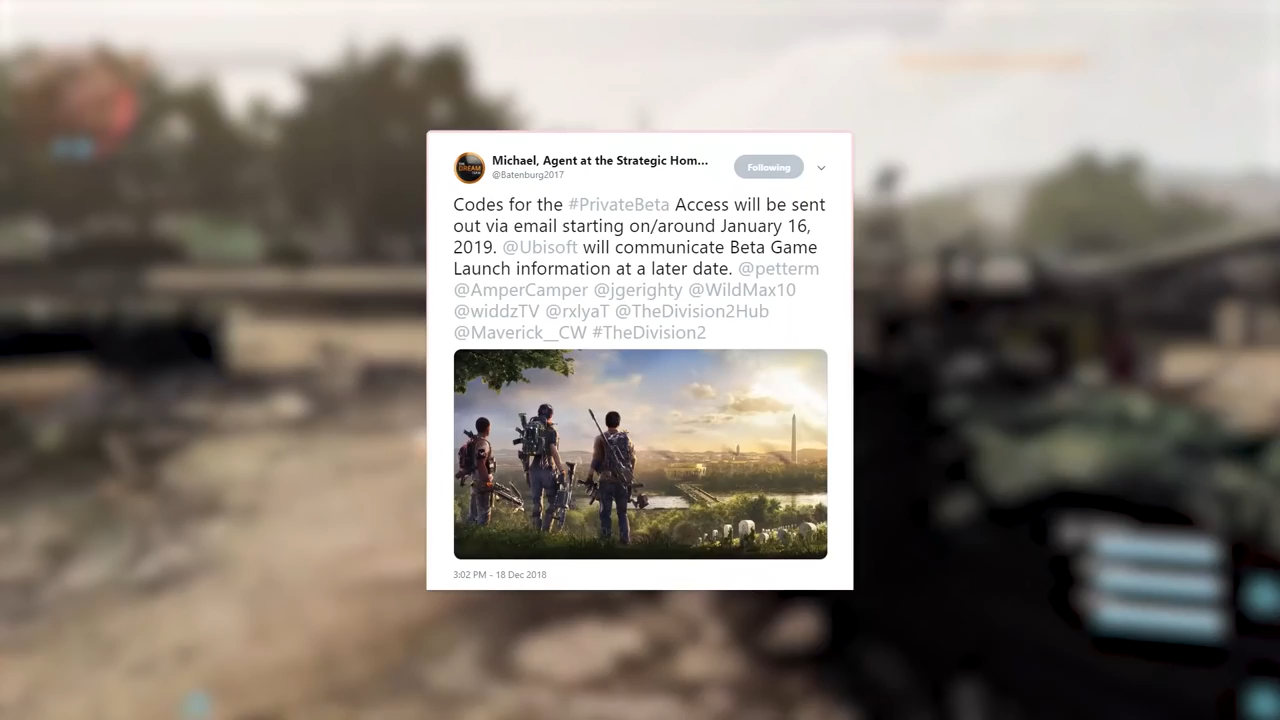 Michael, Agent at the Strategic Hom...
@Batenburg2017
Following
Codes for the #PrivateBeta Access will be sent
out via email starting on/around January 16,
2019. @Ubisoft will communicate Beta Game
Launch information at a later date. @petterm
@AmperCamper @jgerighty @WildMax10
@widdzTV @rxlyaT @TheDivision2Hub
@Maverick__CW #TheDivision2
3:02 PM - 18 Dec 2018